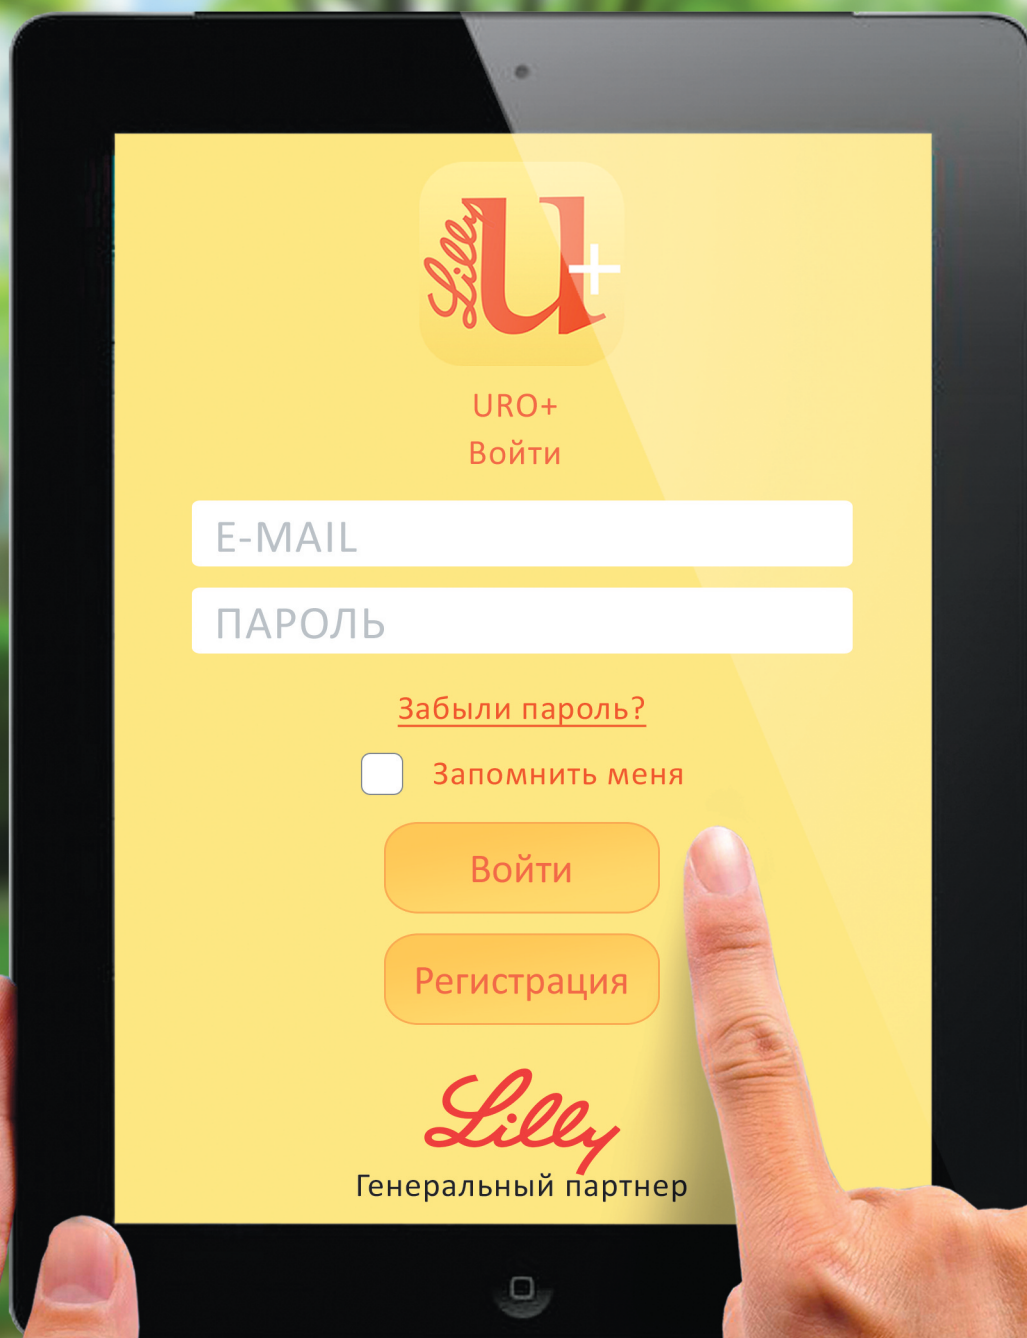 Lilly
u+
URO+
Войти
E-MAIL
ПАРОЛЬ
Забыли пароль?
Запомнить меня
Войти
Регистрация
Lilly
Генеральный партнер